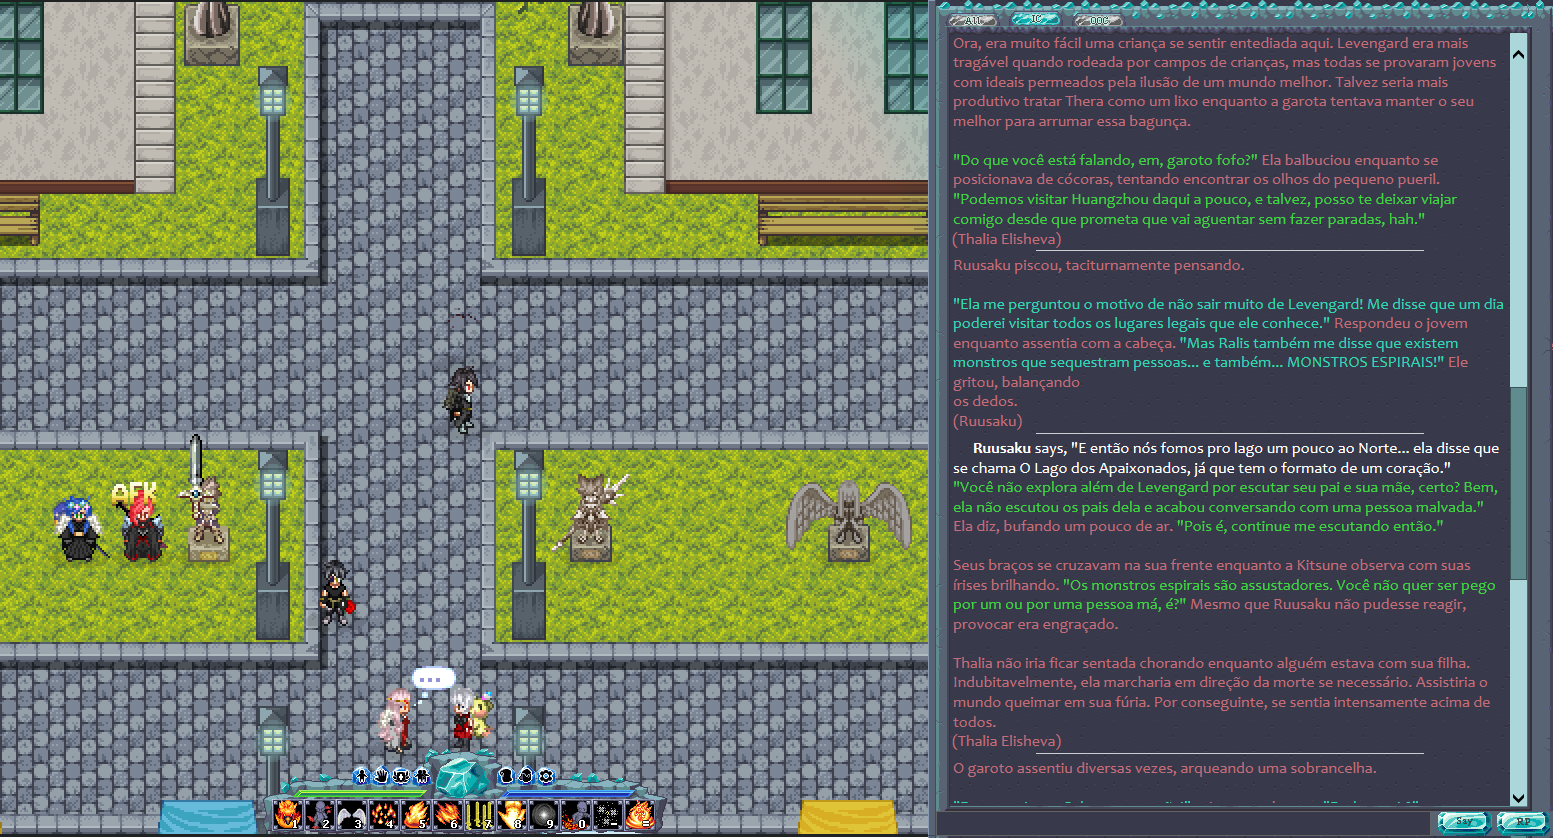 All IC OOC
Ora, era muito fácil uma criança se sentir entediada aqui. Levengard era mais
tragável quando rodeada por campos de crianças, mas todas se provaram jovens
com ideais permeados pela ilusão de um mundo melhor. Talvez seria mais
produtivo tratar Thera como um lixo enquanto a garota tentava manter o seu
melhor para arrumar essa bagunça.
"Do que você está falando, em, garoto fofo?" Ela balbuciou enquanto se
posicionava de cócoras, tentando encontrar os olhos do pequeno pueril.
"Podemos visitar Huangzhou daqui a pouco, e talvez, posso te deixar viajar
comigo desde que prometa que vai aguentar sem fazer paradas, hah."
(Thalia Elisheva)
Ruusaku piscou, taciturnamente pensando.
"Ela me perguntou o motivo de não sair muito de Levengard! Me disse que um dia
poderei visitar todos os lugares legais que ele conhece." Respondeu o jovem
enquanto assentia com a cabeça. "Mas Ralis também me disse que existem
monstros que sequestram pessoas... e também... MONSTROS ESPIRAIS!" Ele
gritou, balançando
os dedos.
(Ruusaku)
Ruusaku says, "E então nós fomos pro lago um pouco ao Norte... ela disse que
se chama O Lago dos Apaixonados, já que tem o formato de um coração."
"Você não explora além de Levengard por escutar seu pai e sua mãe, certo? Bem,
ela não escutou os pais dela e acabou conversando com uma pessoa malvada."
Ela diz, bufando um pouco de ar. "Pois é, continue me escutando então."
Seus braços se cruzavam na sua frente enquanto a Kitsune observa com suas
írises brilhando. "Os monstros espirais são assustadores. Você não quer ser pego
por um ou por uma pessoa má, é?" Mesmo que Ruusaku não pudesse reagir,
provocar era engraçado.
Thalia não iria ficar sentada chorando enquanto alguém estava com sua filha.
Indubitavelmente, ela marcharia em direção da morte se necessário. Assistiria o
mundo queimar em sua fúria. Por conseguinte, se sentia intensamente acima de
todos.
(Thalia Elisheva)
O garoto assentiu diversas vezes, arqueando uma sobrancelha.
AFK
...
1 2 3 4 5 6 7 8 9 0 - =
Say RP